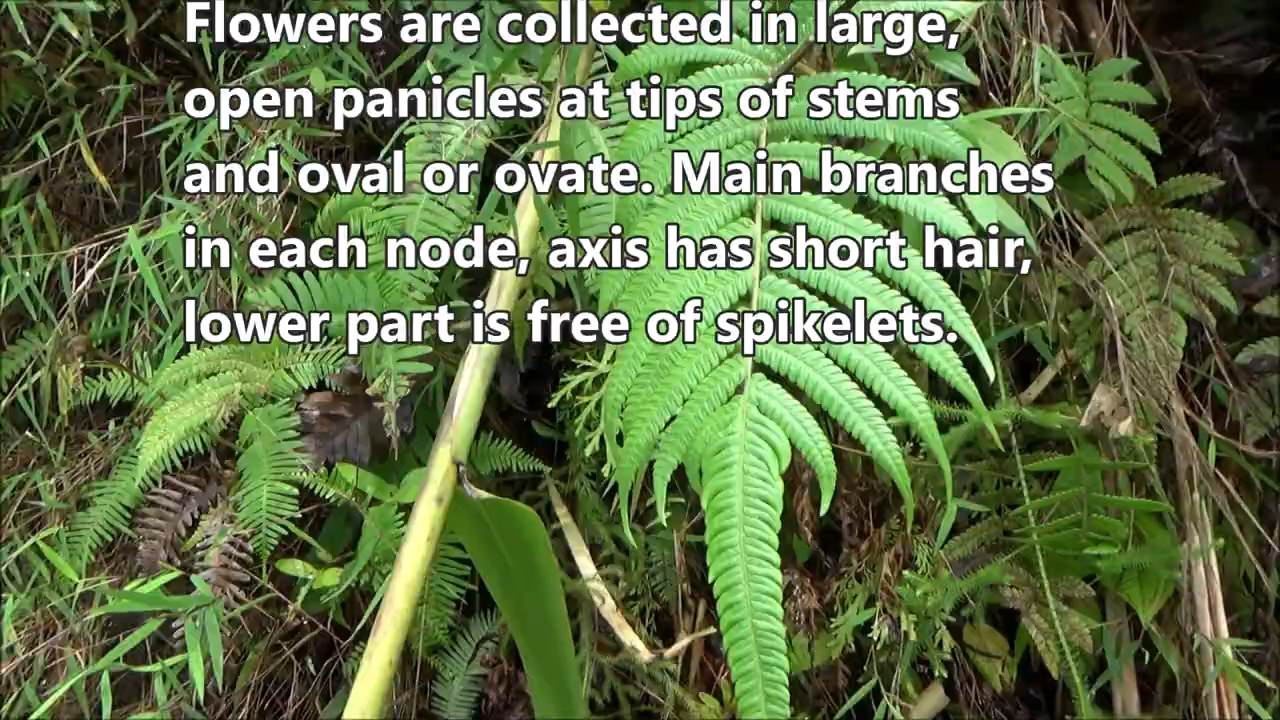 Flowers are collected in large,
open panicles at tips of stems
and oval or ovate. Main branches
in each node, axis has short hair,
lower part is free of spikelets.